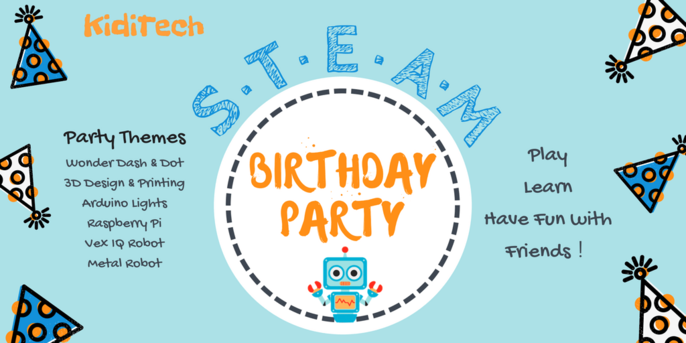 KidiTech
S.T.E.A.M
Party Themes
Wonder Dash & Dot
3D Design & Printing
Arduino Lights
Raspberry Pi
Vex IQ Robot
Metal Robot
BIRTHDAY
PARTY
Play
Learn
Have Fun with
Friends !